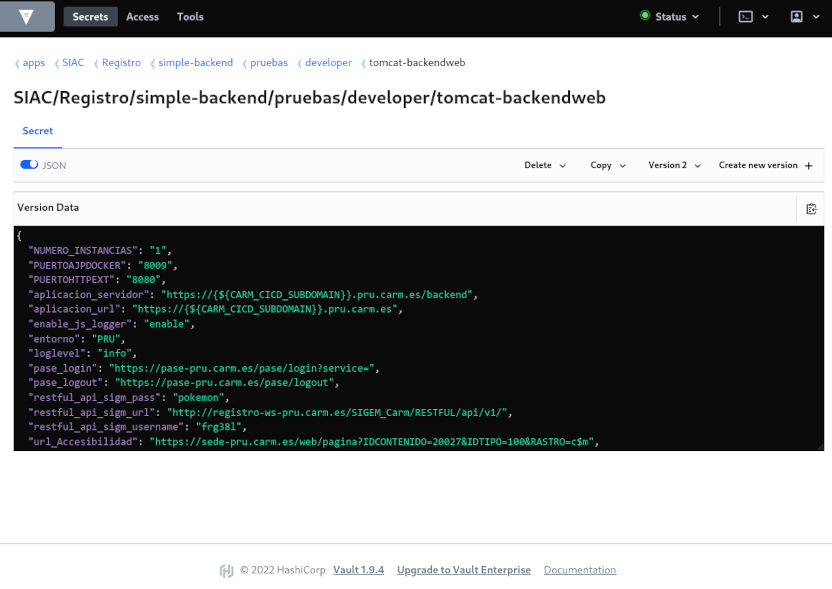 Secrets Access Tools Status
apps SIAC Registro simple-backend pruebas developer tomcat-backendweb
SIAC/Registro/simple-backend/pruebas/developer/tomcat-backendweb
Secret
JSON Delete Copy Version 2 Create new version +
Version Data
{
"NUMERO_INSTANCIAS": "1",
"PUERTOAJPDOCKER": "8009",
"PUERTOHTTPEXT": "8080",
"aplicacion_servidor": "https://{${CARM_CICD_SUBDOMAIN}}.pru.carm.es/backend",
"aplicacion_url": "https://{${CARM_CICD_SUBDOMAIN}}.pru.carm.es",
"enable_js_logger": "enable",
"entorno": "PRU",
"loglevel": "info",
"pase_login": "https://pase-pru.carm.es/pase/login?service=",
"pase_logout": "https://pase-pru.carm.es/pase/logout",
"restful_api_sigm_pass": "pokemon",
"restful_api_sigm_url": "http://registro-ws-pru.carm.es/SIGEM_Carm/RESTFUL/api/v1/",
"restful_api_sigm_username": "frg38l",
"url_Accesibilidad": "https://sede-pru.carm.es/web/pagina?IDCONTENIDO=20027&IDTIPO=100&RASTRO=c$m",
© 2022 HashiCorp Vault 1.9.4 Upgrade to Vault Enterprise Documentation